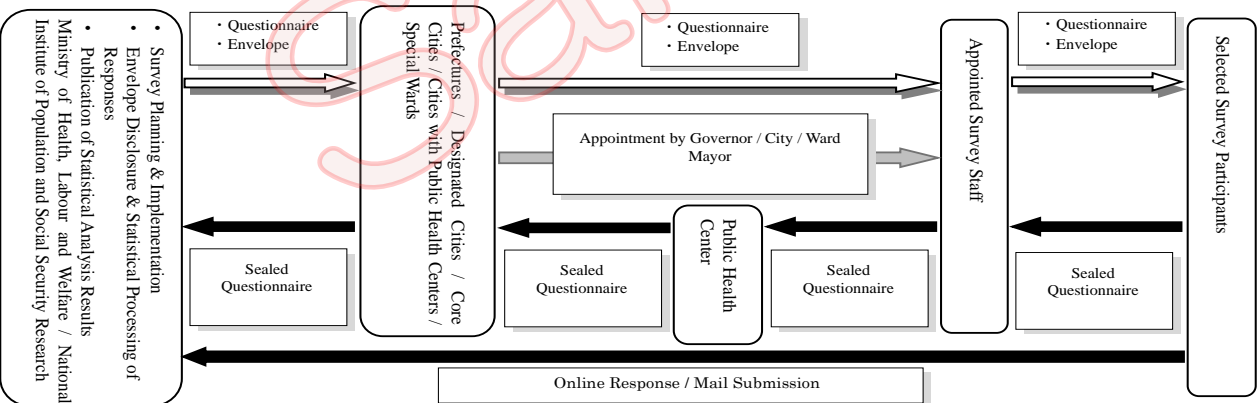 ・ Survey Planning & Implementation
・ Envelope Disclosure & Statistical Processing of
Responses
・ Publication of Statistical Analysis Results
Ministry of Health, Labour and Welfare / National
Institute of Population and Social Security Research
・Questionnaire
・Envelope
Prefectures / Designated Cities / Core
Cities / Cities with Public Health Centers /
Special Wards
・Questionnaire
・Envelope
Appointment by Governor / City / Ward
Mayor
Appointed Survey Staff
・Questionnaire
・Envelope
Selected Survey Participants
Sealed
Questionnaire
Sealed
Questionnaire
Public Health
Center
Sealed
Questionnaire
Sealed
Questionnaire
Online Response / Mail Submission